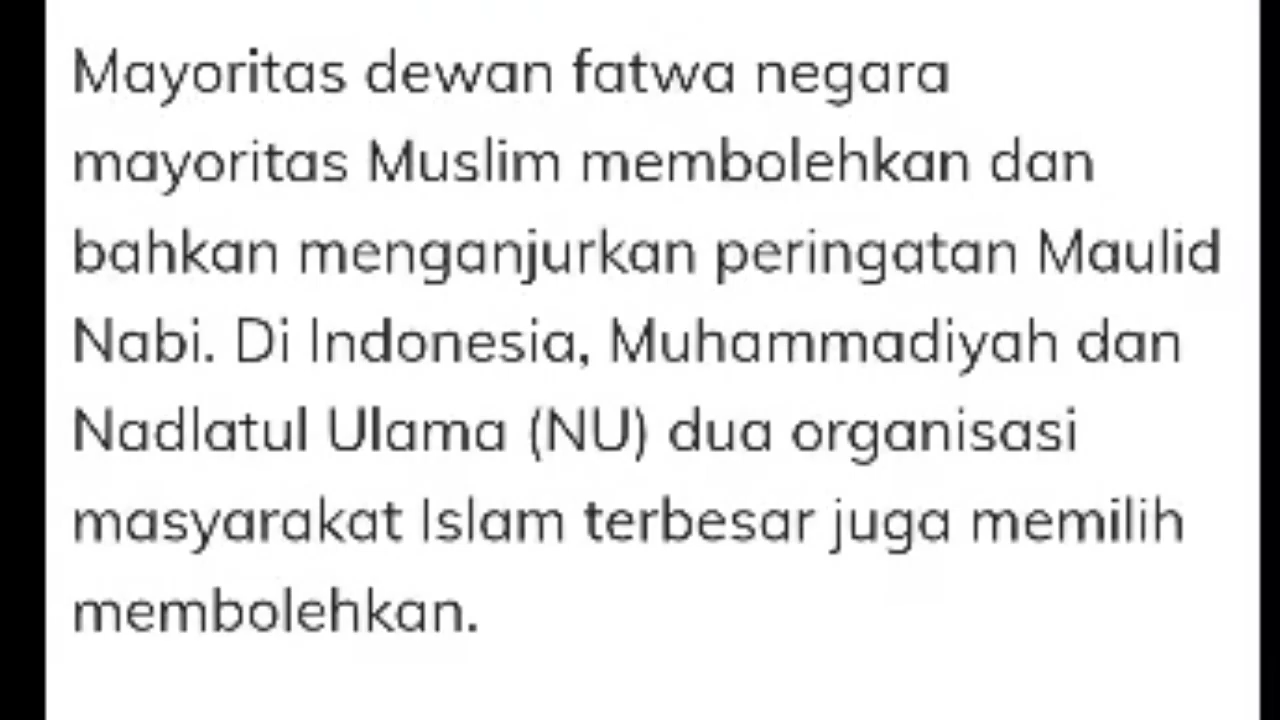 Mayoritas dewan fatwa negara
mayoritas Muslim membolehkan dan
bahkan menganjurkan peringatan Maulid
Nabi. Di Indonesia, Muhammadiyah dan
Nadlatul Ulama (NU) dua organisasi
masyarakat Islam terbesar juga memilih
membolehkan.